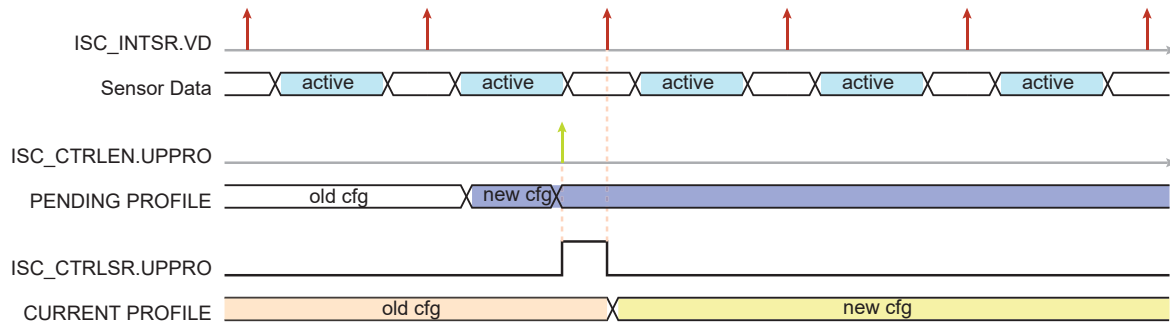 ISC_INTSR.VD
Sensor Data active active active active active
ISC_CTRLEN.UPPRO
PENDING PROFILE old cfg new cfg
ISC_CTRLSR.UPPRO
CURRENT PROFILE old cfg new cfg